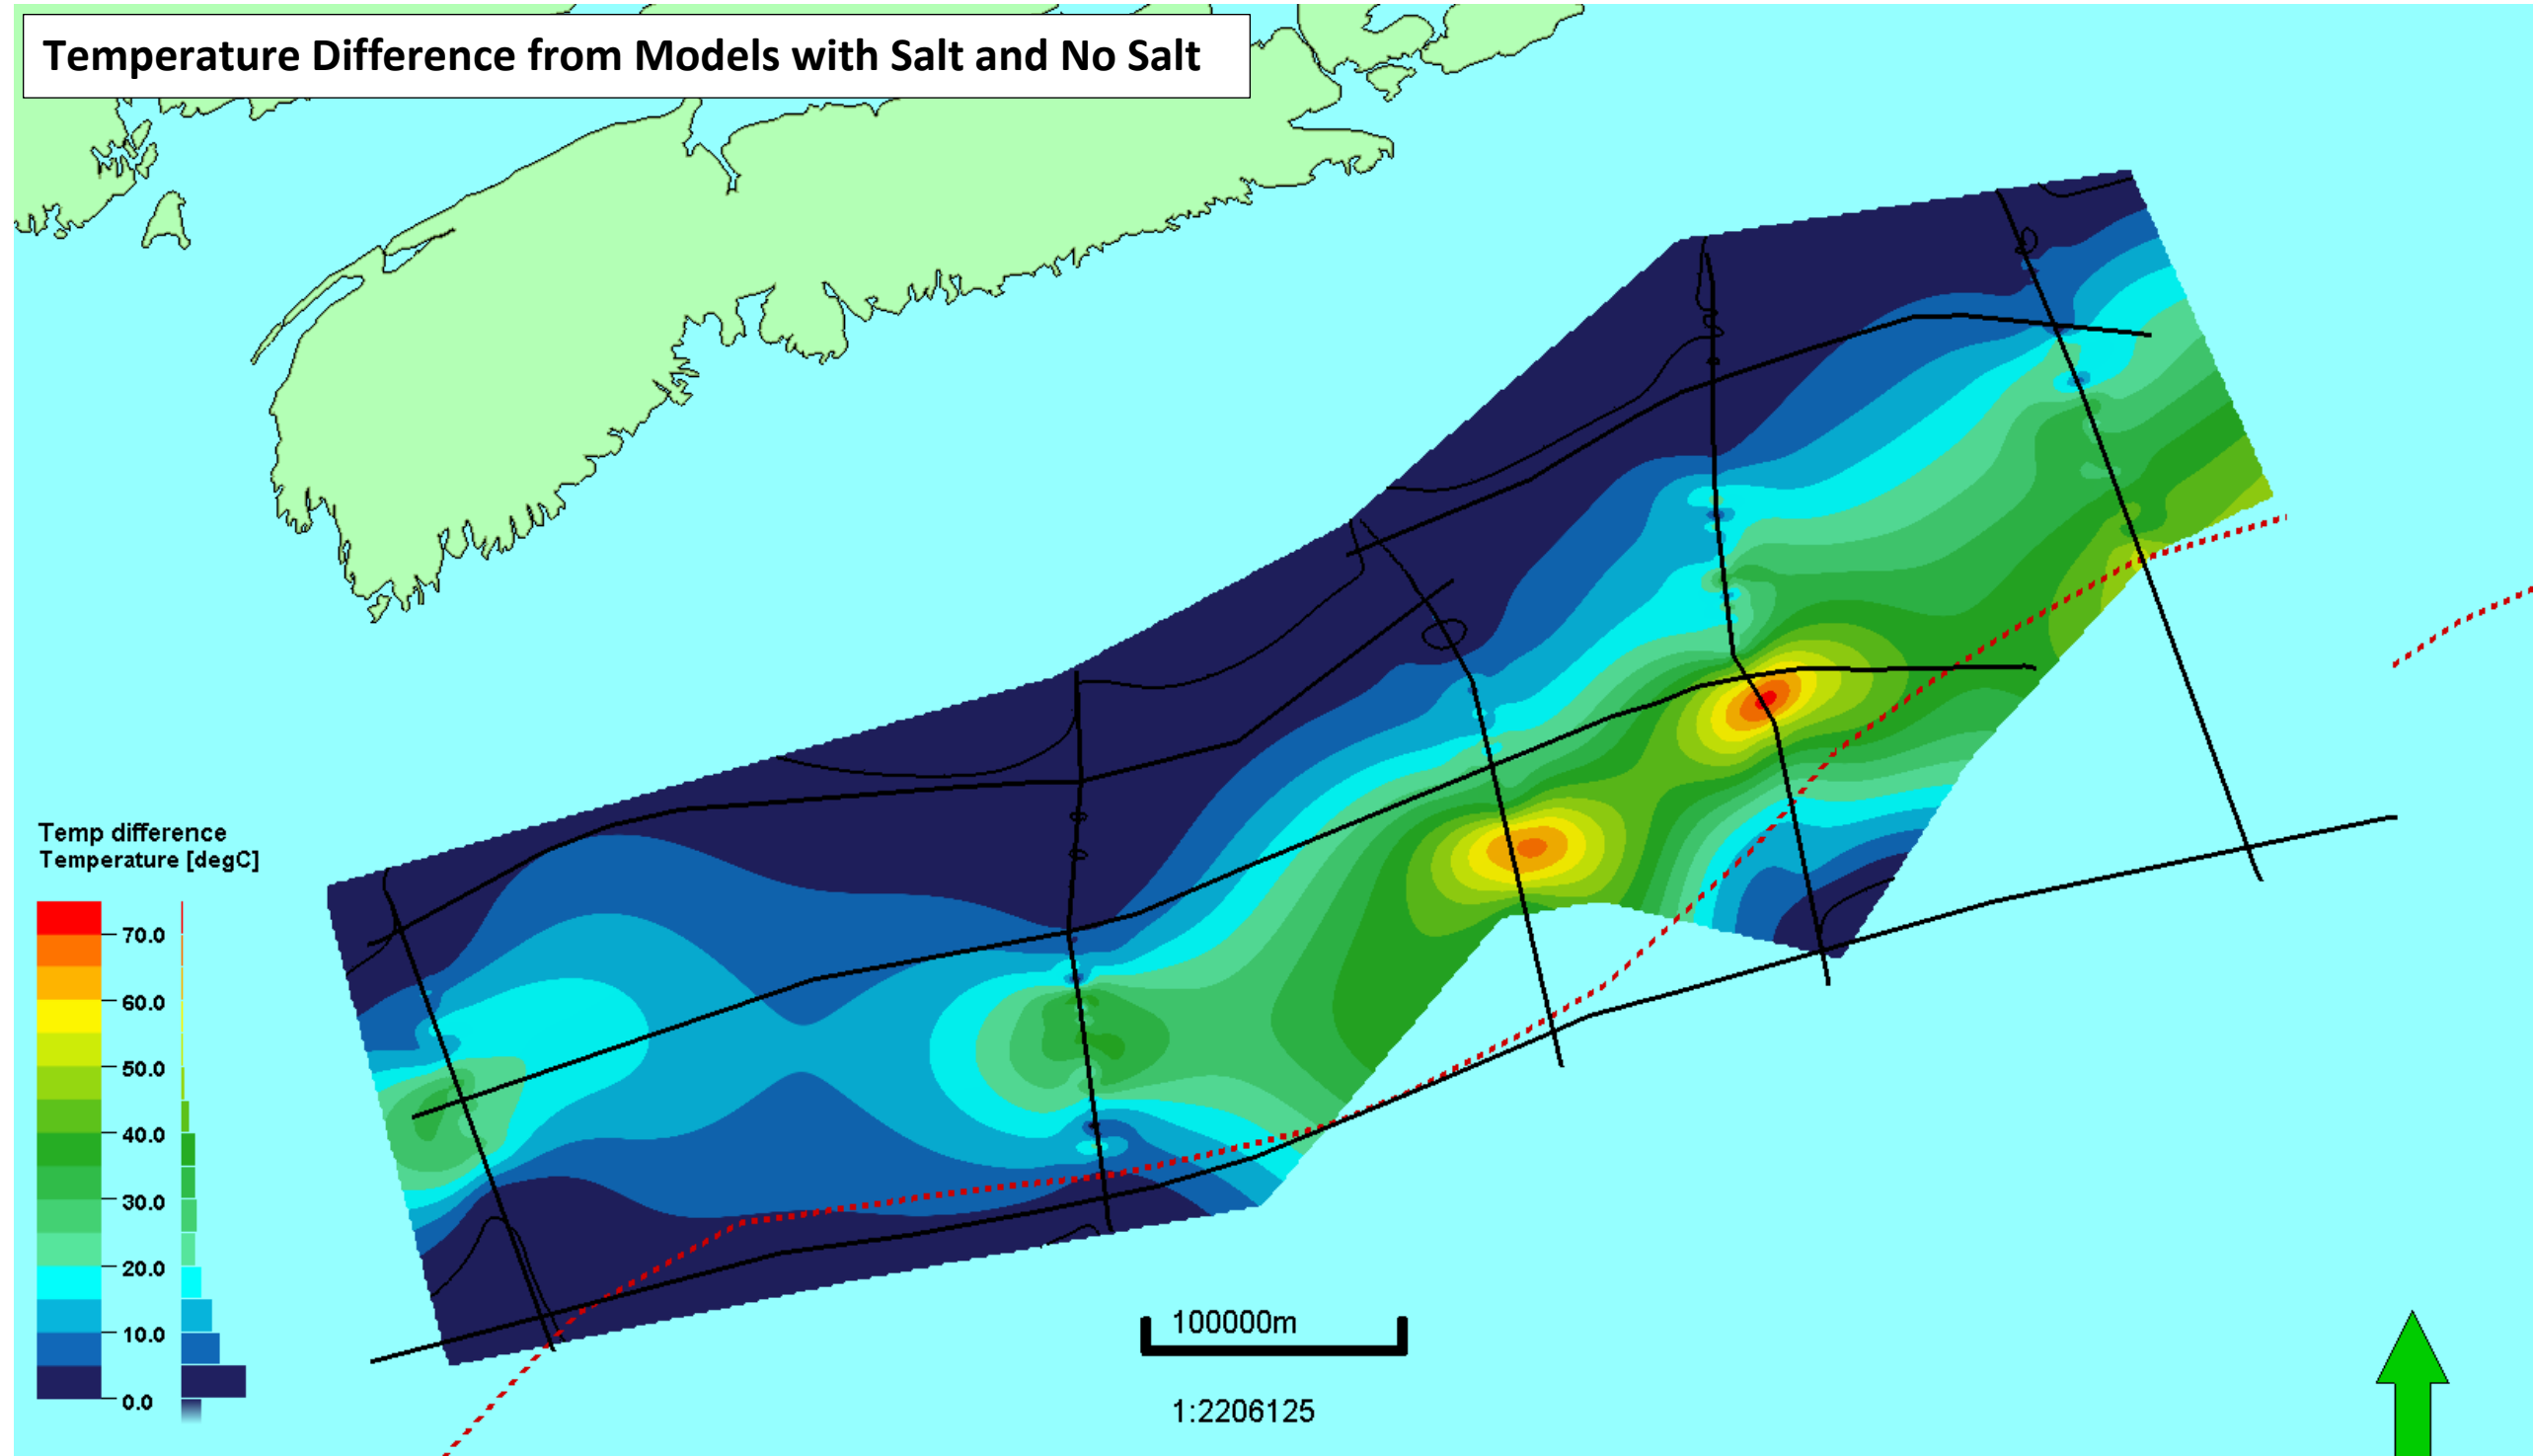 Temperature Difference from Models with Salt and No Salt
Temp difference
Temperature [degC]
70.0
60.0
50.0
40.0
30.0
20.0
10.0
0.0
100000m
1:2206125